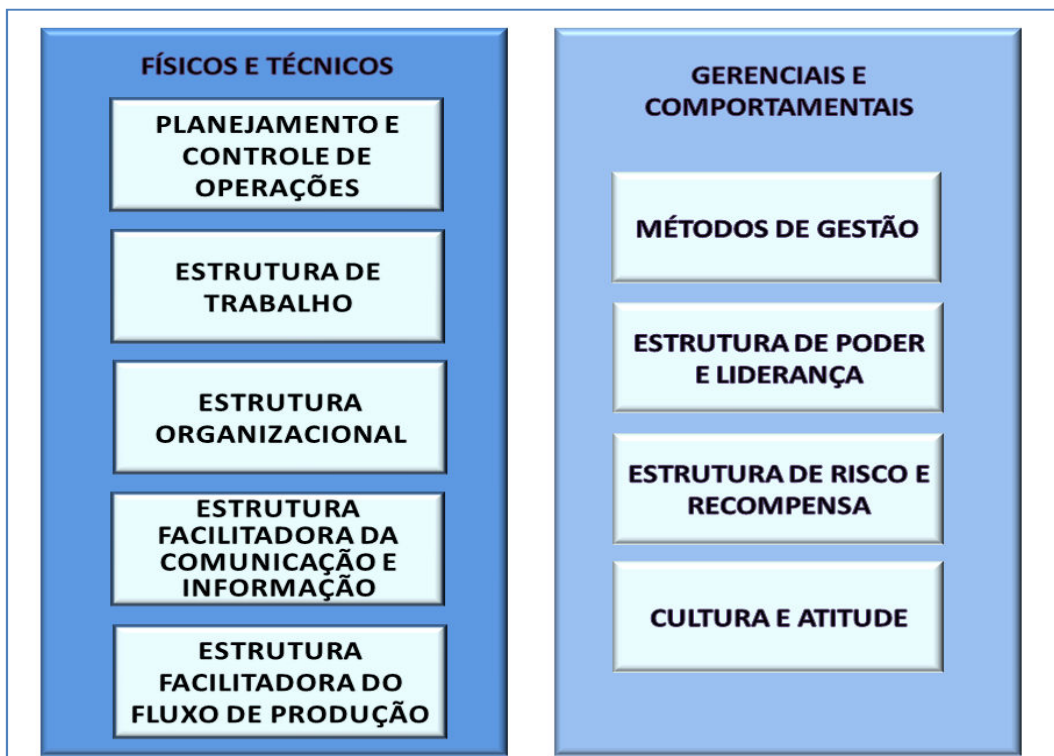 FÍSICOS E TÉCNICOS
PLANEJAMENTO E
CONTROLE DE
OPERAÇÕES
ESTRUTURA DE
TRABALHO
ESTRUTURA
ORGANIZACIONAL
ESTRUTURA
FACILITADORA DA
COMUNICAÇÃO E
INFORMAÇÃO
ESTRUTURA
FACILITADORA DO
FLUXO DE PRODUÇÃO
GERENCIAIS E
COMPORTAMENTAIS
MÉTODOS DE GESTÃO
ESTRUTURA DE PODER
E LIDERANÇA
ESTRUTURA DE RISCO E
RECOMPENSA
CULTURA E ATITUDE